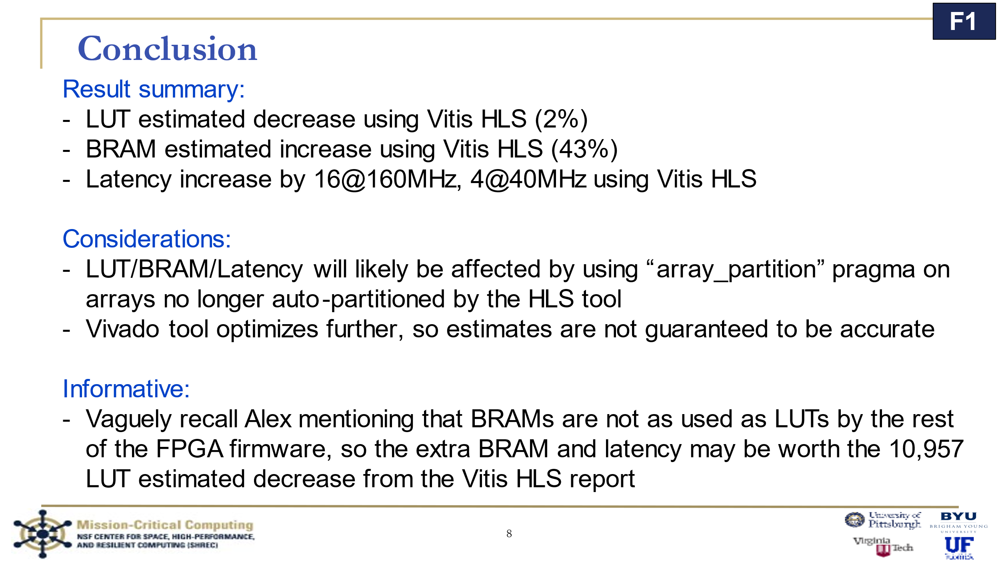 F1
Conclusion
Result summary:
- LUT estimated decrease using Vitis HLS (2%)
- BRAM estimated increase using Vitis HLS (43%)
- Latency increase by 16@160MHz, 4@40MHz using Vitis HLS
Considerations:
- LUT/BRAM/Latency will likely be affected by using “array_partition” pragma on
arrays no longer auto-partitioned by the HLS tool
- Vivado tool optimizes further, so estimates are not guaranteed to be accurate
Informative:
- Vaguely recall Alex mentioning that BRAMs are not as used as LUTs by the rest
of the FPGA firmware, so the extra BRAM and latency may be worth the 10,957
LUT estimated decrease from the Vitis HLS report
Mission-Critical Computing
NSF CENTER FOR SPACE, HIGH-PERFORMANCE,
AND RESILIENT COMPUTING (SHREC)
8
University of
Pittsburgh
BYU
BRIGHAM YOUNG
UNIVERSITY
Virginia
Tech
UF
FLORIDA